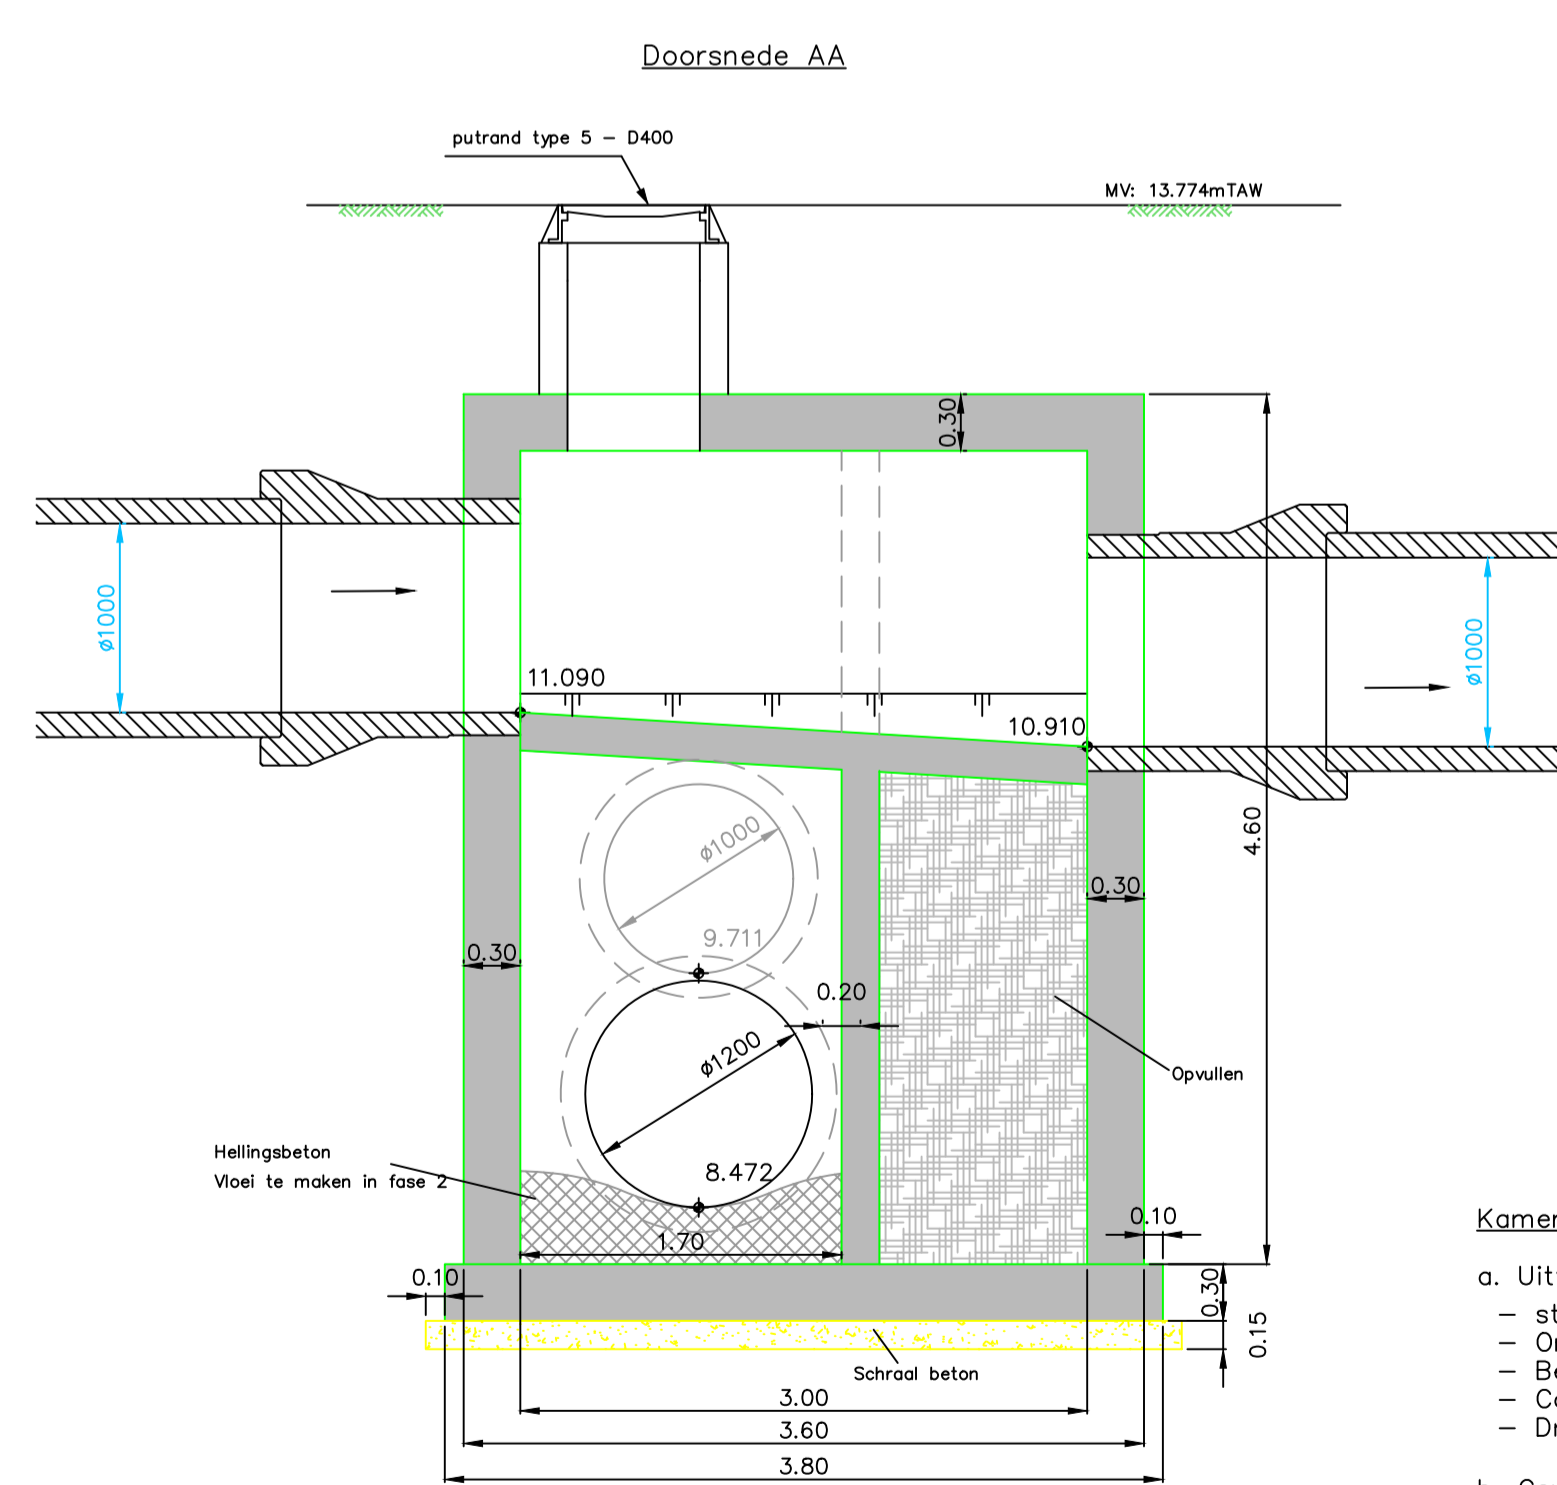 Doorsnede AA
putrand type 5 - D400
MV: 13.774mTAW
0.30
ø1000
ø1000
11.090
10.910
4.60
ø1000
0.30
9.711
0.30
0.20
ø1200
Opvullen
Hellingsbeton
Vloei te maken in fase 2
8.472
0.10
1.70
Kamer
0.10
0.30
a. Uit
0.15
- st
- Be
Schraal beton
3.00
3.60
3.80